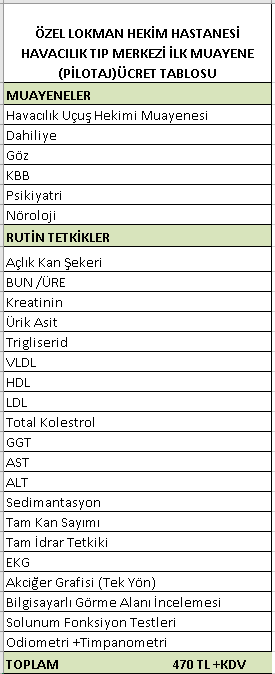 ÖZEL LOKMAN HEKİM HASTANESİ
HAVACILIK TIP MERKEZİ İLK MUAYENE
(PİLOTAJ)ÜCRET TABLOSU
MUAYENELER
Havacılık Uçuş Hekimi Muayenesi
Dahiliye
Göz
KBB
Psikiyatri
Nöroloji
RUTİN TETKİKLER
Açlık Kan Şekeri
BUN /ÜRE
Kreatinin
Ürik Asit
Trigliserid
VLDL
HDL
LDL
Total Kolestrol
GGT
AST
ALT
Sedimantasyon
Tam Kan Sayımı
Tam İdrar Tetkiki
EKG
Akciğer Grafisi (Tek Yön)
Bilgisayarlı Görme Alanı İncelemesi
Solunum Fonksiyon Testleri
Odiometri +Timpanometri
TOPLAM 470 TL +KDV